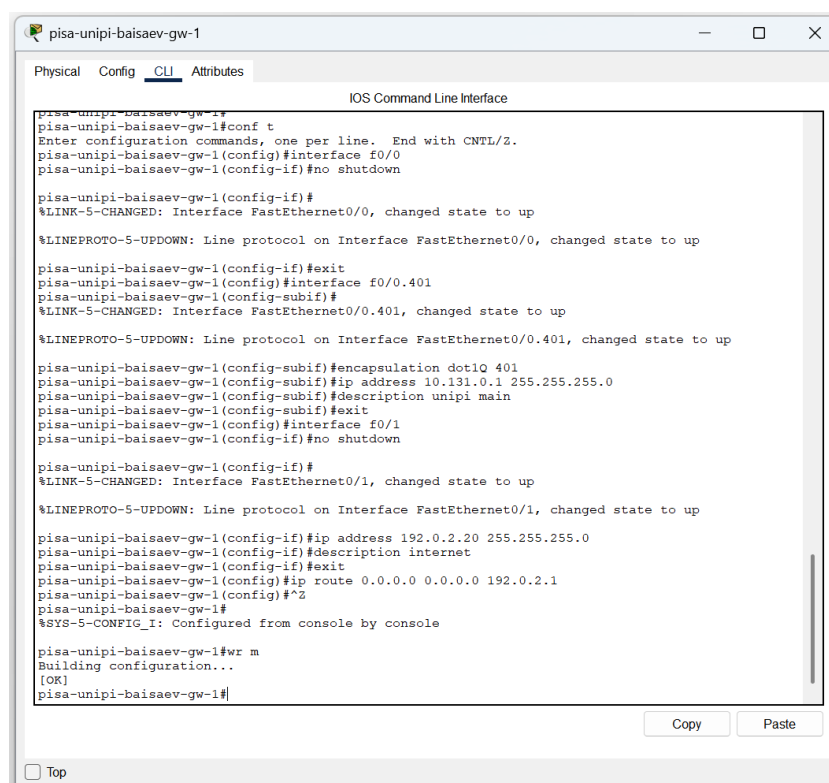 pisa-unipi-baisaev-gw-1
Physical Config CLI Attributes
IOS Command Line Interface
pisa-unipi-baisaev-gw-1#
pisa-unipi-baisaev-gw-1#conf t
Enter configuration commands, one per line.  End with CNTL/Z.
pisa-unipi-baisaev-gw-1(config)#interface f0/0
pisa-unipi-baisaev-gw-1(config-if)#no shutdown
pisa-unipi-baisaev-gw-1(config-if)#
%LINK-5-CHANGED: Interface FastEthernet0/0, changed state to up
%LINEPROTO-5-UPDOWN: Line protocol on Interface FastEthernet0/0, changed state to up
pisa-unipi-baisaev-gw-1(config-if)#exit
pisa-unipi-baisaev-gw-1(config)#interface f0/0.401
pisa-unipi-baisaev-gw-1(config-subif)#
%LINK-5-CHANGED: Interface FastEthernet0/0.401, changed state to up
%LINEPROTO-5-UPDOWN: Line protocol on Interface FastEthernet0/0.401, changed state to up
pisa-unipi-baisaev-gw-1(config-subif)#encapsulation dot1Q 401
pisa-unipi-baisaev-gw-1(config-subif)#ip address 10.131.0.1 255.255.255.0
pisa-unipi-baisaev-gw-1(config-subif)#description unipi main
pisa-unipi-baisaev-gw-1(config-subif)#exit
pisa-unipi-baisaev-gw-1(config)#interface f0/1
pisa-unipi-baisaev-gw-1(config-if)#no shutdown
pisa-unipi-baisaev-gw-1(config-if)#
%LINK-5-CHANGED: Interface FastEthernet0/1, changed state to up
%LINEPROTO-5-UPDOWN: Line protocol on Interface FastEthernet0/1, changed state to up
pisa-unipi-baisaev-gw-1(config-if)#ip address 192.0.2.20 255.255.255.0
pisa-unipi-baisaev-gw-1(config-if)#description internet
pisa-unipi-baisaev-gw-1(config-if)#exit
pisa-unipi-baisaev-gw-1(config)#ip route 0.0.0.0 0.0.0.0 192.0.2.1
pisa-unipi-baisaev-gw-1(config)#^Z
pisa-unipi-baisaev-gw-1#
%SYS-5-CONFIG_I: Configured from console by console
pisa-unipi-baisaev-gw-1#wr m
Building configuration...
[OK]
pisa-unipi-baisaev-gw-1#
Copy Paste
Top